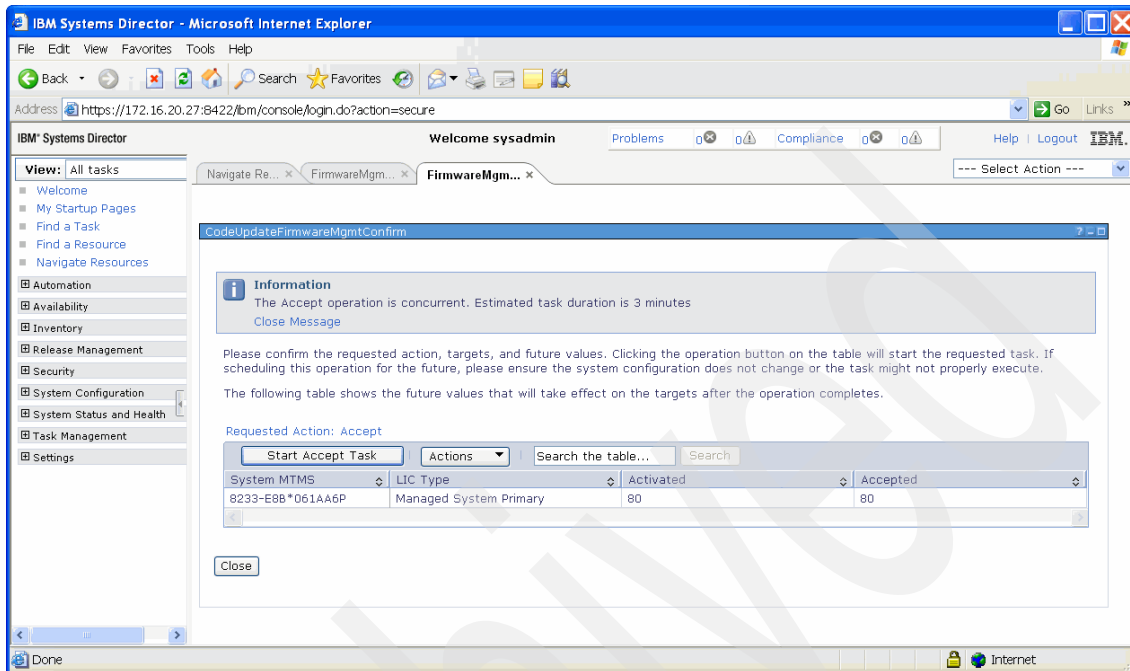 IBM Systems Director - Microsoft Internet Explorer
File Edit View Favorites Tools Help
Back Search Favorites
Address https://172.16.20.27:8422/ibm/console/login.do?action=secure Go Links »
IBM® Systems Director Welcome sysadmin Problems 0 0 Compliance 0 0 Help | Logout IBM.
View: All tasks
Navigate Re... × FirmwareMgm... × FirmwareMgm... × --- Select Action ---
Welcome
My Startup Pages
Find a Task
Find a Resource
Navigate Resources
Automation
Availability
Inventory
Release Management
Security
System Configuration
System Status and Health
Task Management
Settings
CodeUpdateFirmwareMgmtConfirm
Information
The Accept operation is concurrent. Estimated task duration is 3 minutes
Close Message
Please confirm the requested action, targets, and future values. Clicking the operation button on the table will start the requested task. If
scheduling this operation for the future, please ensure the system configuration does not change or the task might not properly execute.
The following table shows the future values that will take effect on the targets after the operation completes.
Requested Action: Accept
Start Accept Task Actions Search the table... Search
System MTMS LIC Type Activated Accepted
8233-E8B*061AA6P Managed System Primary 80 80
Close
Done Internet